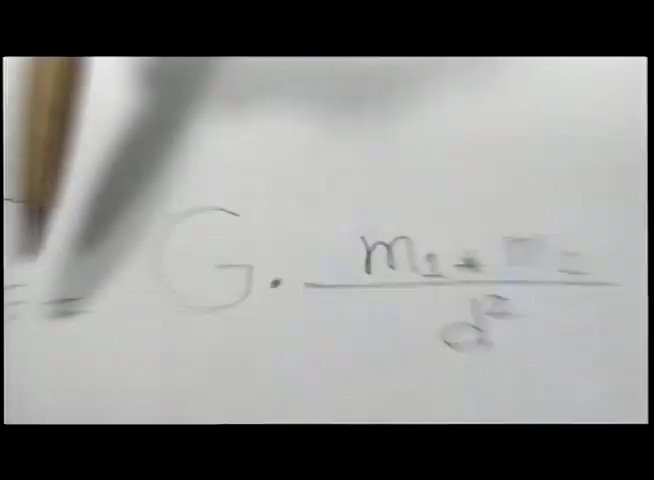 = G · m1 · m2
d²